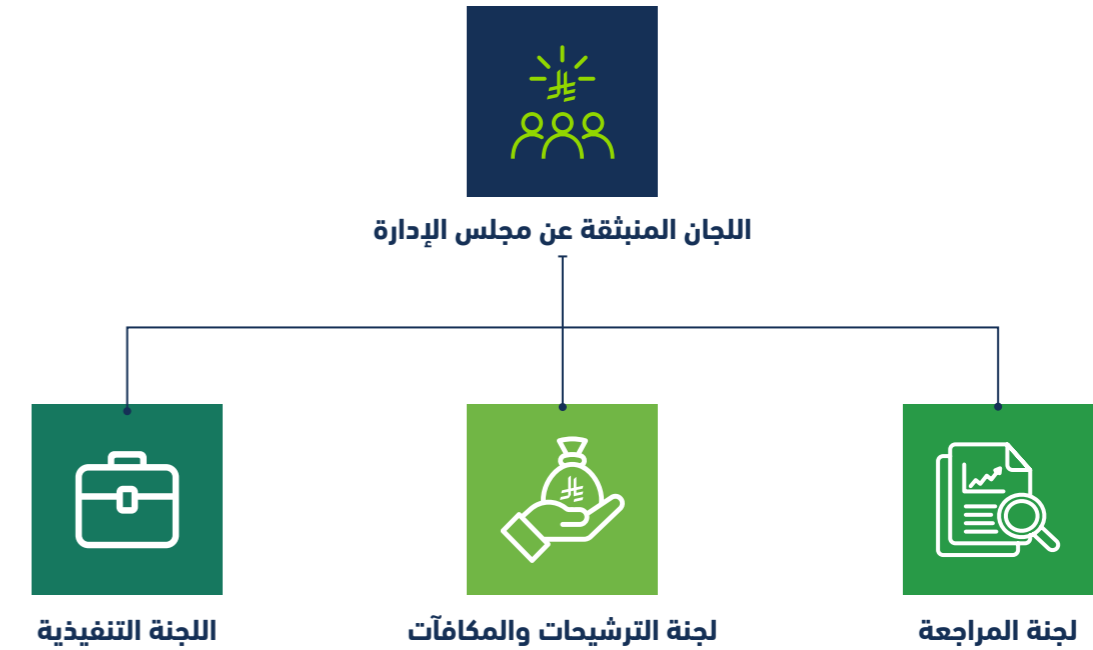 اللجان المنبثقة عن مجلس الإدارة
لجنة المراجعة
لجنة الترشيحات والمكافآت
اللجنة التنفيذية